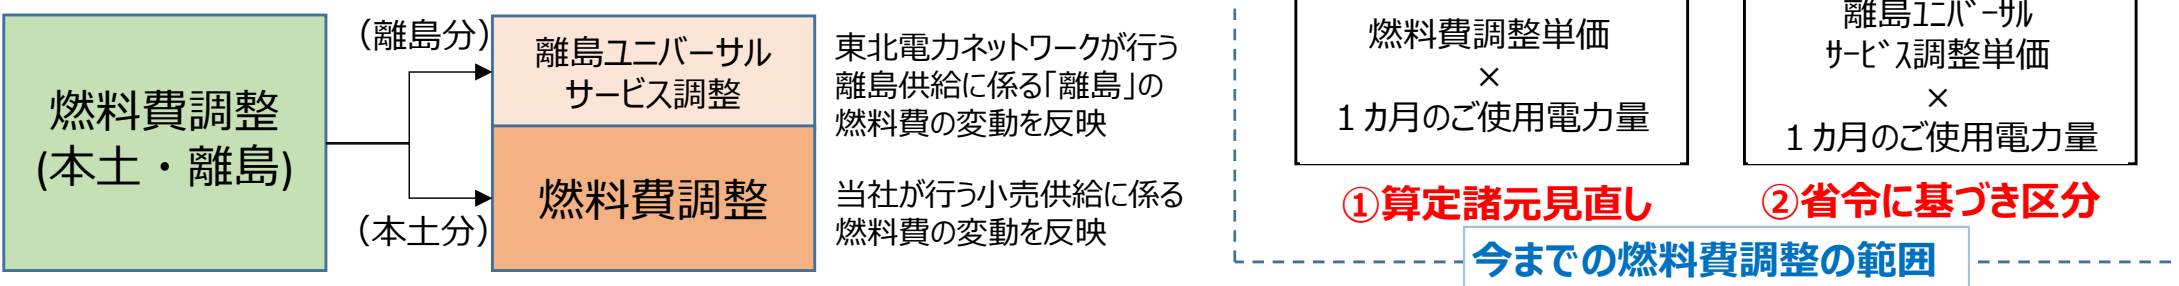 燃料費調整
(本土・離島)
（離島分）
（本土分）
離島ユニバーサル
サービス調整
燃料費調整
東北電力ネットワークが行う
離島供給に係る「離島」の
燃料費の変動を反映
当社が行う小売供給に係る
燃料費の変動を反映
燃料費調整単価
×
１カ月のご使用電力量
①算定諸元見直し
離島ﾕﾆﾊﾞｰｻﾙ
ｻｰﾋﾞｽ調整単価
×
１カ月のご使用電力量
②省令に基づき区分
今までの燃料費調整の範囲